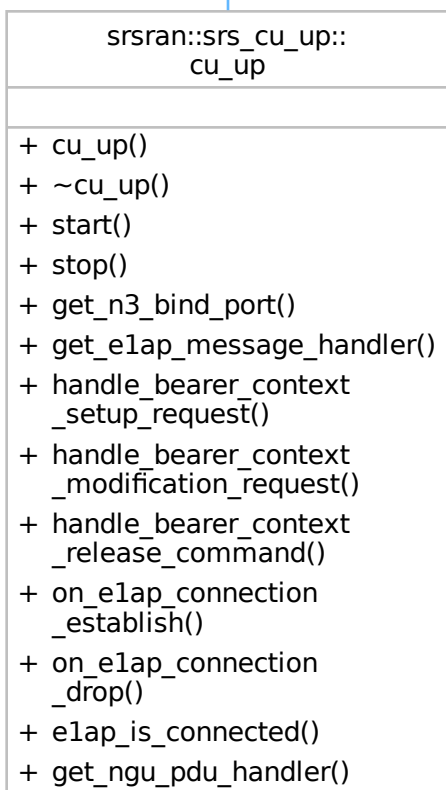 srsran::srs_cu_up::
cu_up
+ cu_up()
+ ~cu_up()
+ start()
+ stop()
+ get_n3_bind_port()
+ get_e1ap_message_handler()
+ handle_bearer_context
_setup_request()
+ handle_bearer_context
_modification_request()
+ handle_bearer_context
_release_command()
+ on_e1ap_connection
_establish()
+ on_e1ap_connection
_drop()
+ e1ap_is_connected()
+ get_ngu_pdu_handler()